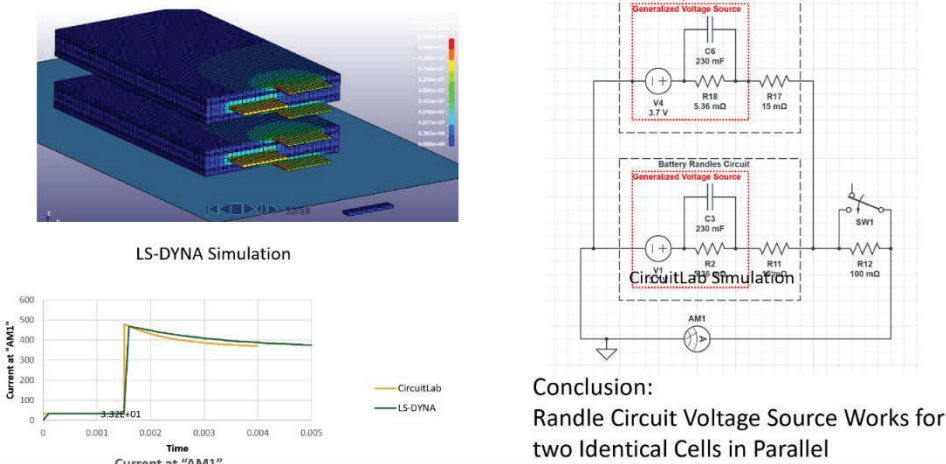 Generalized Voltage Source
C6
230 mF
V4
3.7 V
R18
5.36 mΩ
R17
15 mΩ
32/59
LS-DYNA Simulation
Battery Randles Circuit
Generalized Voltage Source
C3
230 mF
V1
R2
R11
SW1
R12
100 mΩ
CircuitLab Simulation
AM1
Current at "AM1"
600
500
400
300
200
100
0
3.32E+01
0
0.001
0.002
0.003
0.004
0.005
Time
Current at "AM1"
CircuitLab
LS-DYNA
Conclusion:
Randle Circuit Voltage Source Works for
two Identical Cells in Parallel